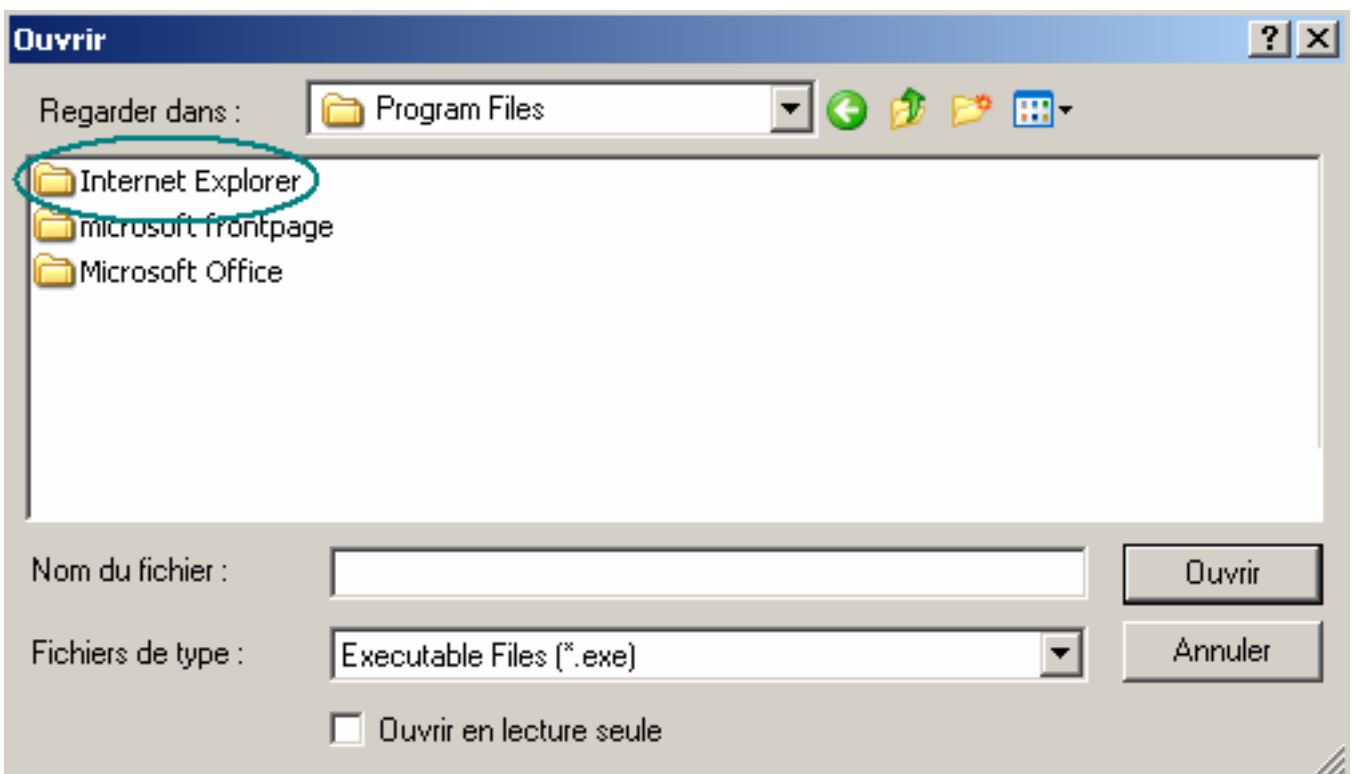 Ouvrir
Regarder dans : Program Files
Internet Explorer
microsoft frontpage
Microsoft Office
Nom du fichier : Ouvrir
Fichiers de type : Executable Files (*.exe) Annuler
Ouvrir en lecture seule